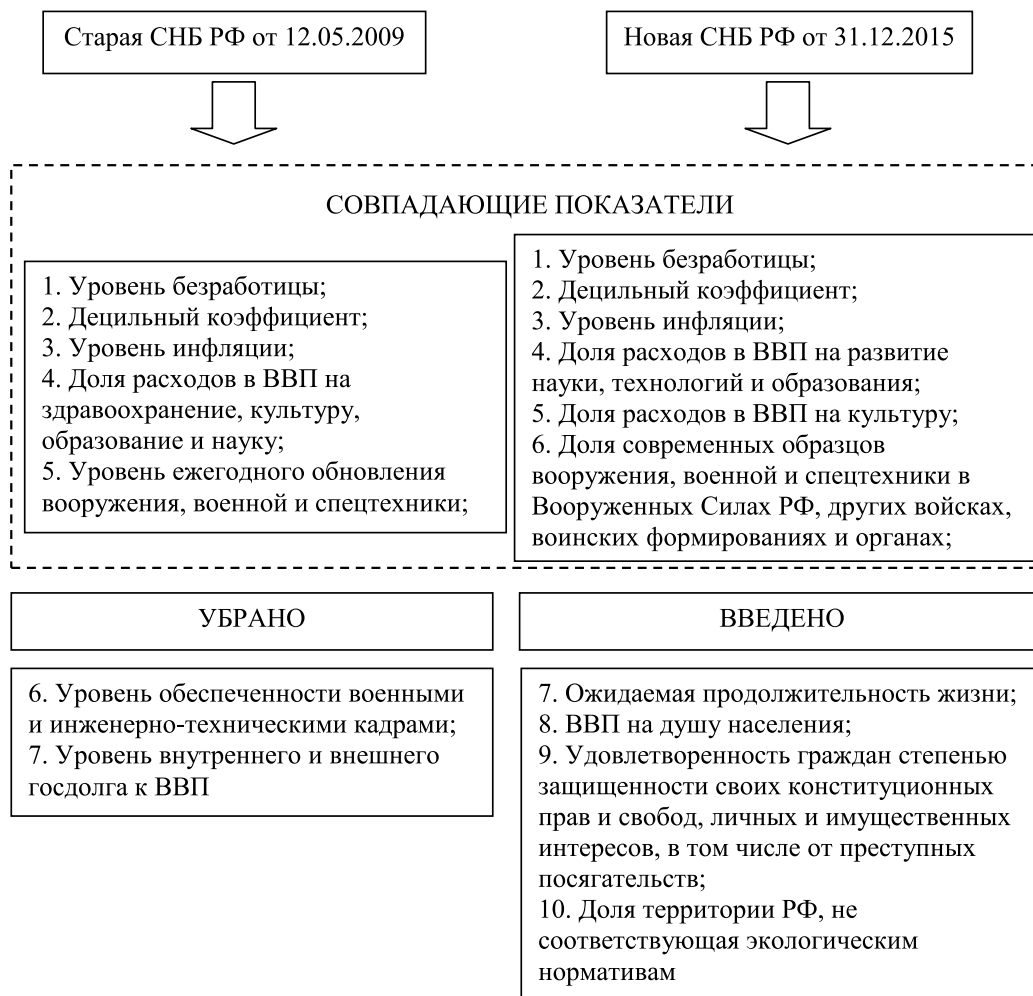 Старая СНБ РФ от 12.05.2009
Новая СНБ РФ от 31.12.2015
СОВПАДАЮЩИЕ ПОКАЗАТЕЛИ
1. Уровень безработицы;
2. Децильный коэффициент;
3. Уровень инфляции;
4. Доля расходов в ВВП на
здравоохранение, культуру,
образование и науку;
5. Уровень ежегодного обновления
вооружения, военной и спецтехники;
1. Уровень безработицы;
2. Децильный коэффициент;
3. Уровень инфляции;
4. Доля расходов в ВВП на развитие
науки, технологий и образования;
5. Доля расходов в ВВП на культуру;
6. Доля современных образцов
вооружения, военной и спецтехники в
Вооруженных Силах РФ, других войсках,
воинских формированиях и органах;
УБРАНО
ВВЕДЕНО
6. Уровень обеспеченности военными
и инженерно-техническими кадрами;
7. Уровень внутреннего и внешнего
госдолга к ВВП
7. Ожидаемая продолжительность жизни;
8. ВВП на душу населения;
9. Удовлетворенность граждан степенью
защищенности своих конституционных
прав и свобод, личных и имущественных
интересов, в том числе от преступных
посягательств;
10. Доля территории РФ, не
соответствующая экологическим
нормативам